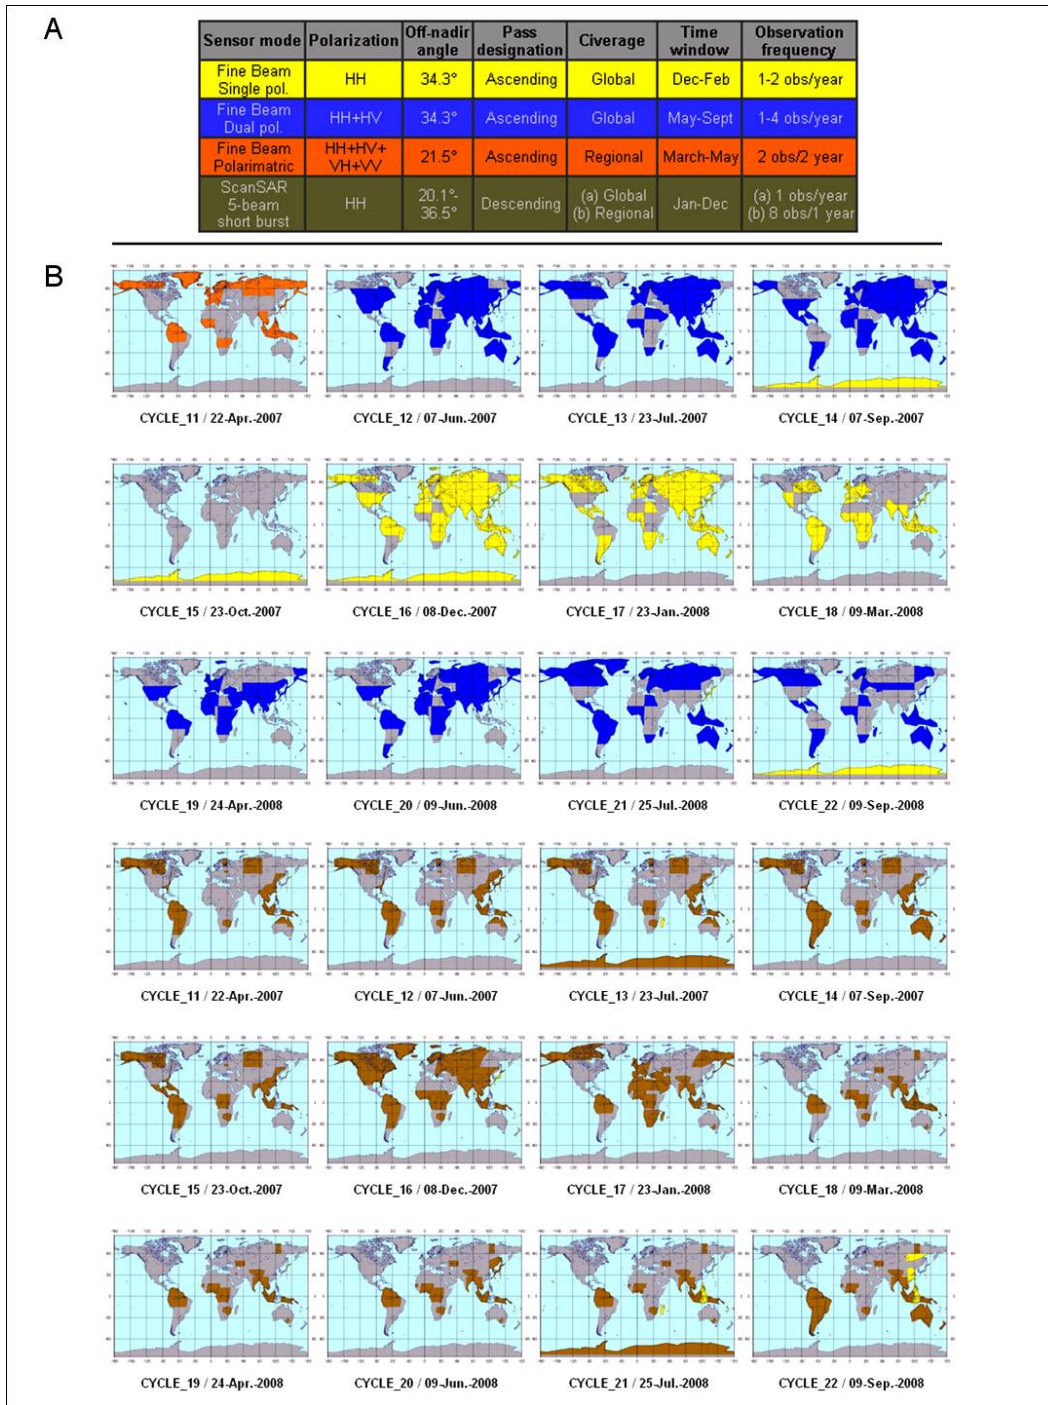 A
Sensor mode Polarization Off-nadir angle Pass designation Civerage Time window Observation frequency
Fine Beam Single pol. HH 34.3° Ascending Global Dec-Feb 1-2 obs/year
Fine Beam Dual pol. HH+HV 34.3° Ascending Global May-Sept 1-4 obs/year
Fine Beam Polarimatric HH+HV+ VH+VV 21.5° Ascending Regional March-May 2 obs/2 year
ScanSAR 5-beam short burst HH 20.1°- 36.5° Descending (a) Global (b) Regional Jan-Dec (a) 1 obs/year (b) 8 obs/1 year
B
CYCLE_11 / 22-Apr.-2007 CYCLE_12 / 07-Jun.-2007 CYCLE_13 / 23-Jul.-2007 CYCLE_14 / 07-Sep.-2007
CYCLE_15 / 23-Oct.-2007 CYCLE_16 / 08-Dec.-2007 CYCLE_17 / 23-Jan.-2008 CYCLE_18 / 09-Mar.-2008
CYCLE_19 / 24-Apr.-2008 CYCLE_20 / 09-Jun.-2008 CYCLE_21 / 25-Jul.-2008 CYCLE_22 / 09-Sep.-2008
CYCLE_11 / 22-Apr.-2007 CYCLE_12 / 07-Jun.-2007 CYCLE_13 / 23-Jul.-2007 CYCLE_14 / 07-Sep.-2007
CYCLE_15 / 23-Oct.-2007 CYCLE_16 / 08-Dec.-2007 CYCLE_17 / 23-Jan.-2008 CYCLE_18 / 09-Mar.-2008
CYCLE_19 / 24-Apr.-2008 CYCLE_20 / 09-Jun.-2008 CYCLE_21 / 25-Jul.-2008 CYCLE_22 / 09-Sep.-2008